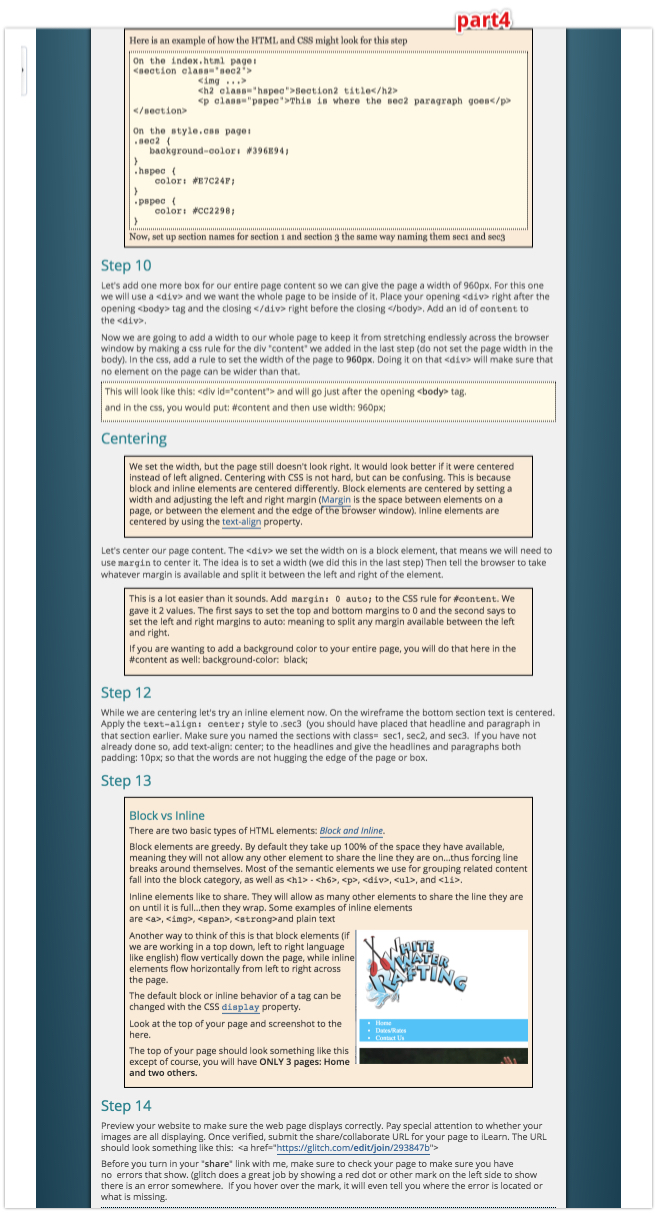 part4
Here is an example of how the HTML and CSS might look for this step
On the index.html page:
<section class="sec2">
<img ...>
<h2 class="hspec">Section2 title</h2>
<p class="pspec">This is where the sec2 paragraph goes</p>
</section>
On the style.css page:
.sec2 {
background-color: #396E94;
}
.hspec {
color: #E7C24F;
}
.pspec {
color: #CC2298;
}
Now, set up section names for section 1 and section 3 the same way naming them sec1 and sec3
Step 10
Let's add one more box for our entire page content so we can give the page a width of 960px. For this one
we will use a <div> and we want the whole page to be inside of it. Place your opening <div> right after the
opening <body> tag and the closing </div> right before the closing </body>. Add an id of content to
the <div>.
Now we are going to add a width to our whole page to keep it from stretching endlessly across the browser
window by making a css rule for the div "content" we added in the last step (do not set the page width in the
body). In the css, add a rule to set the width of the page to 960px. Doing it on that <div> will make sure that
no element on the page can be wider than that.
This will look like this: <div id="content"> and will go just after the opening <body> tag.
and in the css, you would put: #content and then use width: 960px;
Centering
We set the width, but the page still doesn't look right. It would look better if it were centered
instead of left aligned. Centering with CSS is not hard, but can be confusing. This is because
block and inline elements are centered differently. Block elements are centered by setting a
width and adjusting the left and right margin (Margin is the space between elements on a
page, or between the element and the edge of the browser window). Inline elements are
centered by using the text-align property.
Let's center our page content. The <div> we set the width on is a block element, that means we will need to
use margin to center it. The idea is to set a width (we did this in the last step) Then tell the browser to take
whatever margin is available and split it between the left and right of the element.
This is a lot easier than it sounds. Add margin: 0 auto; to the CSS rule for #content. We
gave it 2 values. The first says to set the top and bottom margins to 0 and the second says to
set the left and right margins to auto: meaning to split any margin available between the left
and right.
If you are wanting to add a background color to your entire page, you will do that here in the
#content as well: background-color: black;
Step 12
While we are centering let's try an inline element now. On the wireframe the bottom section text is centered.
Apply the text-align: center; style to .sec3 (you should have placed that headline and paragraph in
that section earlier. Make sure you named the sections with class= sec1, sec2, and sec3. If you have not
already done so, add text-align: center; to the headlines and give the headlines and paragraphs both
padding: 10px; so that the words are not hugging the edge of the page or box.
Step 13
Block vs Inline
There are two basic types of HTML elements: Block and Inline.
Block elements are greedy. By default they take up 100% of the space they have available,
meaning they will not allow any other element to share the line they are on...thus forcing line
breaks around themselves. Most of the semantic elements we use for grouping related content
fall into the block category, as well as <h1> - <h6>, <p>, <div>, <ul>, and <li>.
Inline elements like to share. They will allow as many other elements to share the line they are
on until it is full...then they wrap. Some examples of inline elements
are <a>, <img>, <span>, <strong>and plain text
Another way to think of this is that block elements (if
we are working in a top down, left to right language
like english) flow vertically down the page, while inline
elements flow horizontally from left to right across
the page.
The default block or inline behavior of a tag can be
changed with the CSS display property.
Look at the top of your page and screenshot to the
here.
The top of your page should look something like this
except of course, you will have ONLY 3 pages: Home
and two others.
WHITE
WATER
RAFTING
Home
Dates/Rates
Contact Us
Step 14
Preview your website to make sure the web page displays correctly. Pay special attention to whether your
images are all displaying. Once verified, submit the share/collaborate URL for your page to iLearn. The URL
should look something like this: <a href="https://glitch.com/edit/join/293847b">
Before you turn in your "share" link with me, make sure to check your page to make sure you have
no errors that show. (glitch does a great job by showing a red dot or other mark on the left side to show
there is an error somewhere. If you hover over the mark, it will even tell you where the error is located or
what is missing.